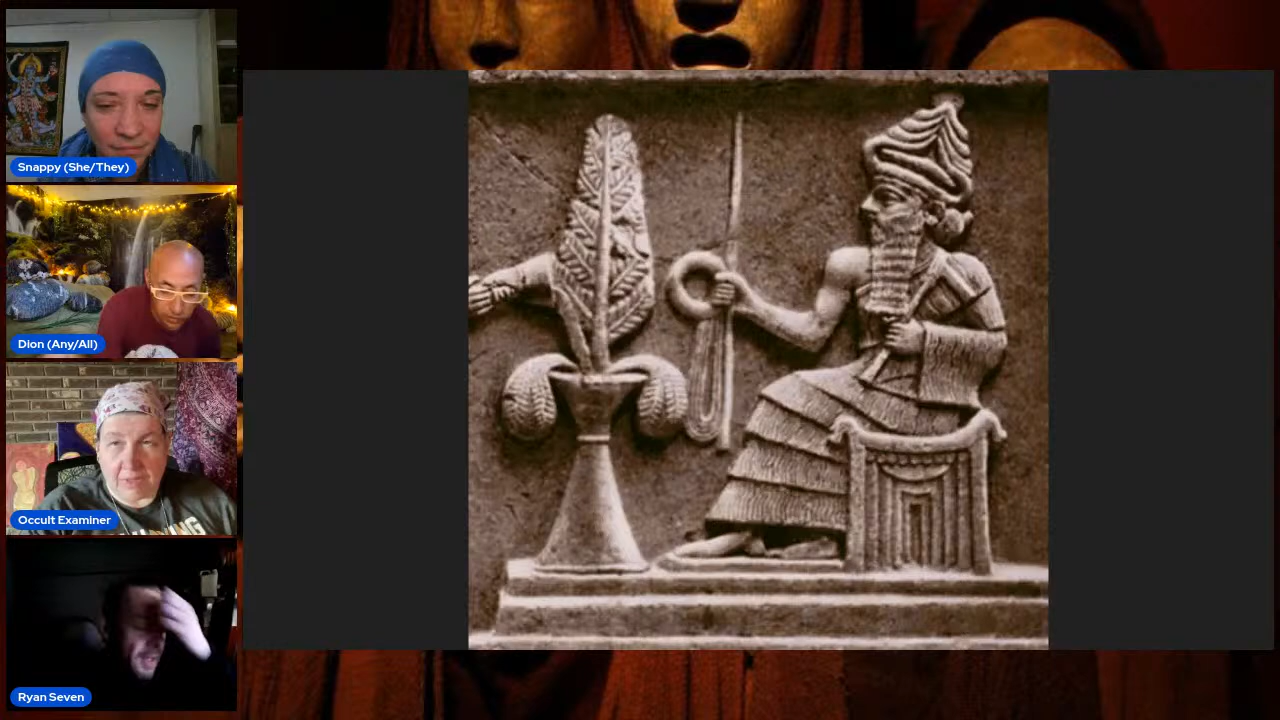 Snappy (She/They)
Dion (Any/All)
Occult Examiner
Ryan Seven